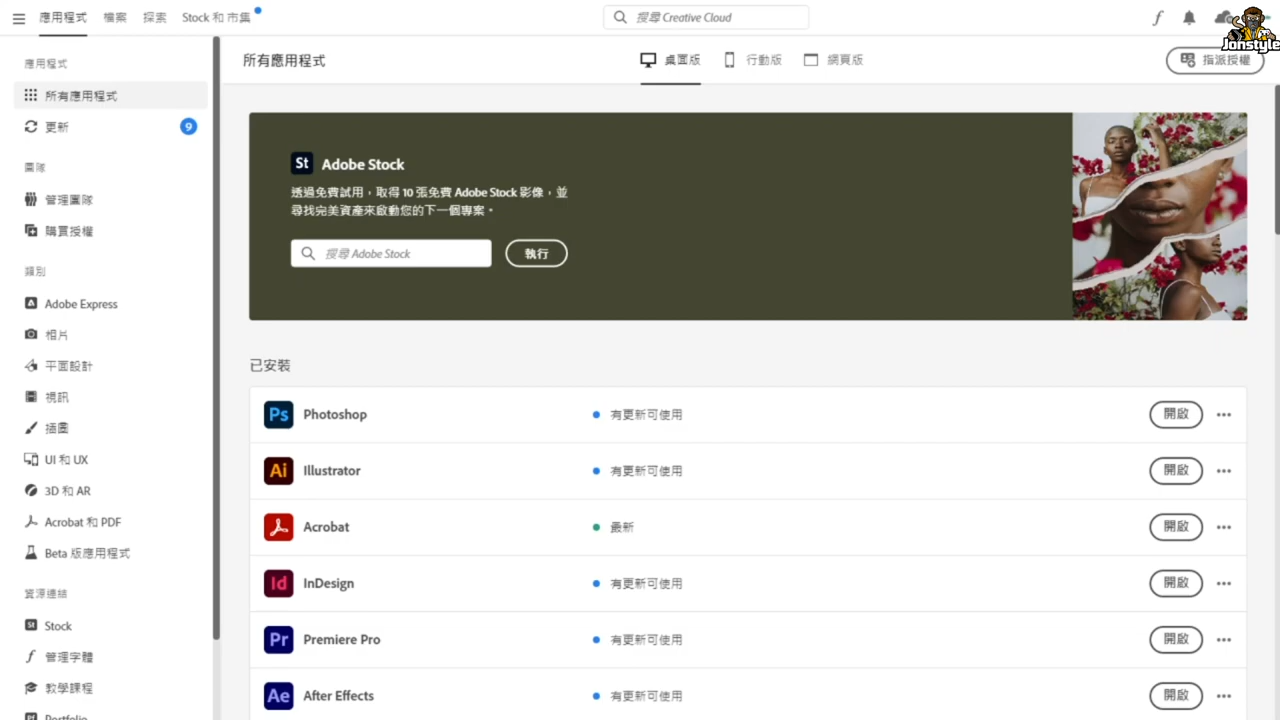 應用程式 檔案 探索 Stock 和 市集
搜尋 Creative Cloud
Jonstyle
應用程式
所有應用程式
更新 9
團隊
管理團隊
購買授權
類別
Adobe Express
相片
平面設計
視訊
插圖
UI 和 UX
3D 和 AR
Acrobat 和 PDF
Beta 版應用程式
資源連結
St Stock
管理字體
教學課程
Portfolio
所有應用程式
桌面版 行動版 網頁版
指派授權
St Adobe Stock
透過免費試用，取得 10 張免費 Adobe Stock 影像，並
尋找完美資產來啟動您的下一個專案。
搜尋 Adobe Stock 執行
已安裝
Ps Photoshop 有更新可使用 開啟
Ai Illustrator 有更新可使用 開啟
Acrobat 最新 開啟
Id InDesign 有更新可使用 開啟
Pr Premiere Pro 有更新可使用 開啟
Ae After Effects 有更新可使用 開啟